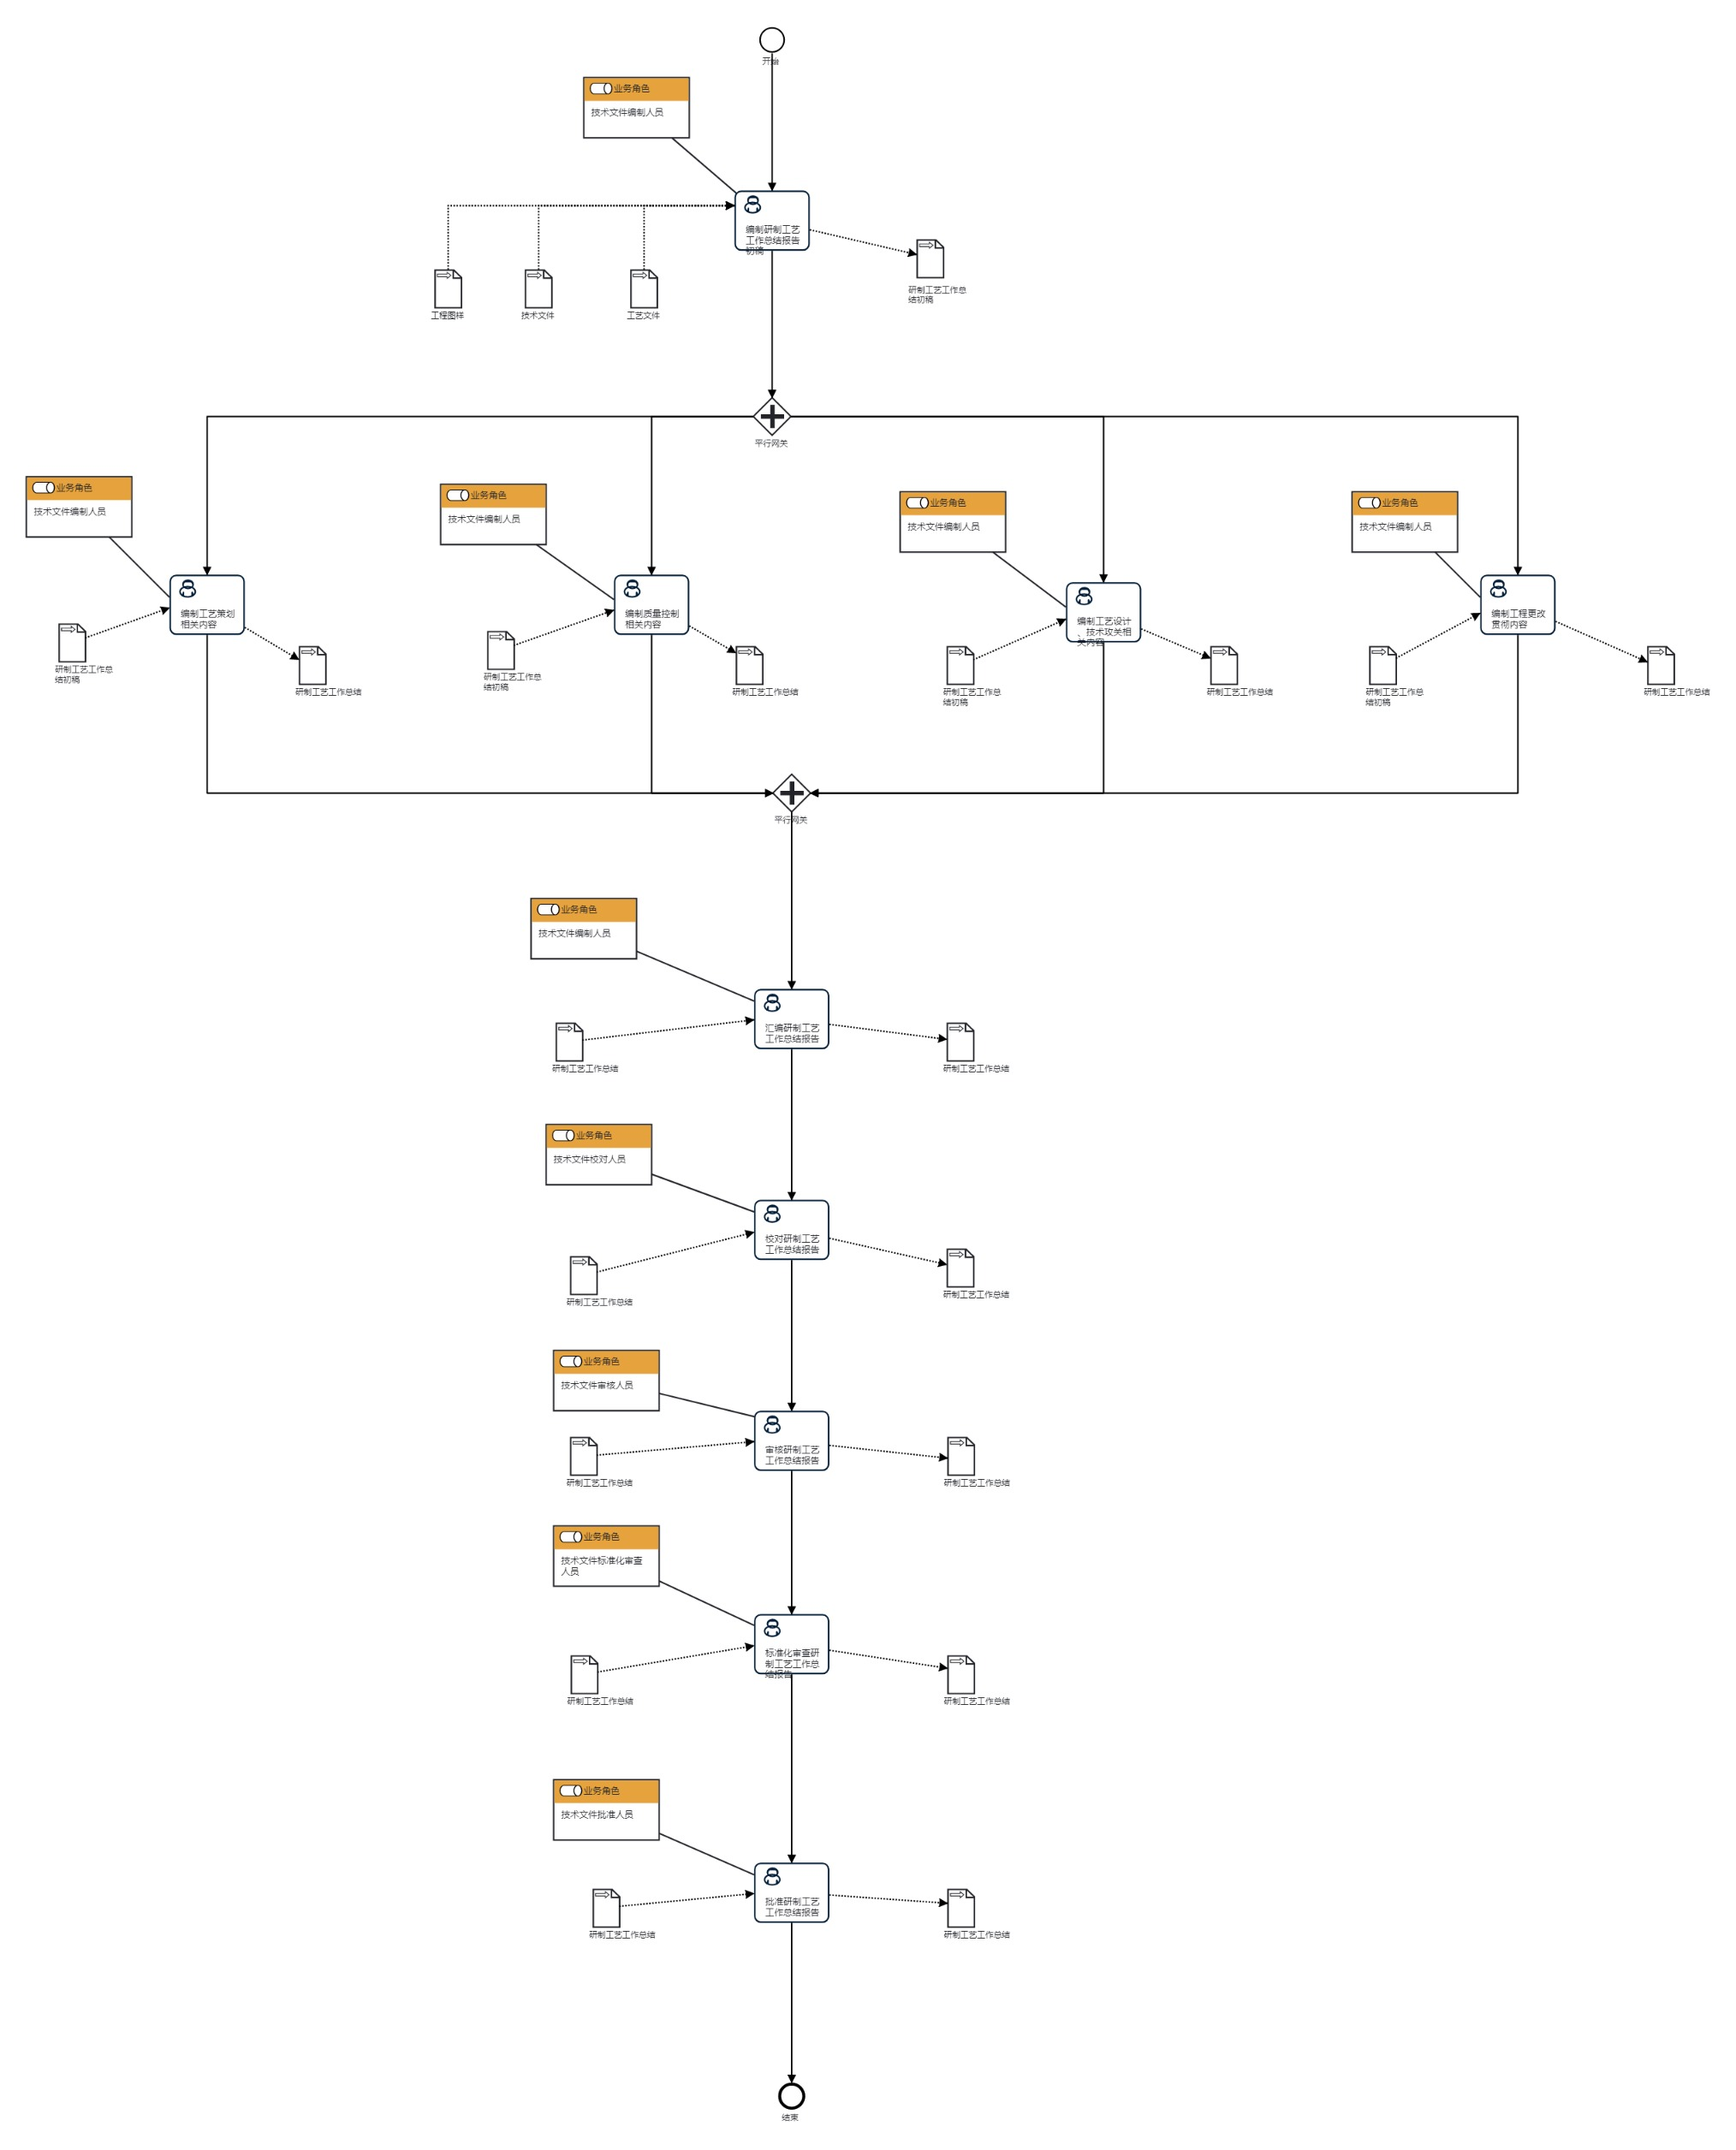 开始
业务角色
技术文件编制人员
编制研制工艺
工作总结报告
初稿
研制工艺工作总
结初稿
工程图样
技术文件
工艺文件
平行网关
业务角色
技术文件编制人员
业务角色
技术文件编制人员
业务角色
技术文件编制人员
业务角色
技术文件编制人员
编制工艺策划
相关内容
编制质量控制
相关内容
编制工艺设计
、技术攻关相
关内容
编制工程更改
贯彻内容
研制工艺工作总
结初稿
研制工艺工作总结
研制工艺工作总
结初稿
研制工艺工作总结
研制工艺工作总
结初稿
研制工艺工作总结
研制工艺工作总
结初稿
研制工艺工作总结
平行网关
业务角色
技术文件编制人员
汇编研制工艺
工作总结报告
研制工艺工作总结
研制工艺工作总结
业务角色
技术文件校对人员
校对研制工艺
工作总结报告
研制工艺工作总结
研制工艺工作总结
业务角色
技术文件审核人员
审核研制工艺
工作总结报告
研制工艺工作总结
研制工艺工作总结
业务角色
技术文件标准化审查
人员
标准化审查研
制工艺工作总
结报告
研制工艺工作总结
研制工艺工作总结
业务角色
技术文件批准人员
批准研制工艺
工作总结报告
研制工艺工作总结
研制工艺工作总结
结束